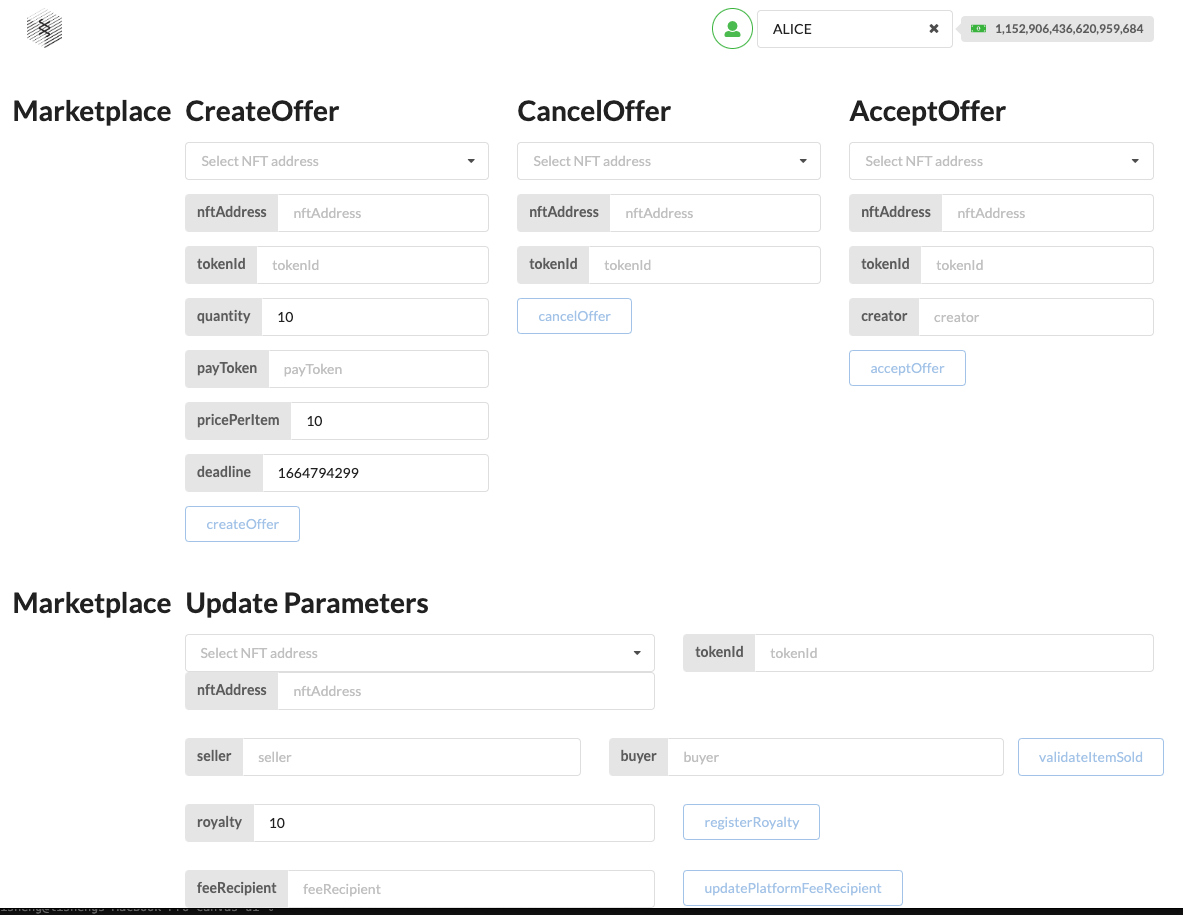 ALICE
1,152,906,436,620,959,684
Marketplace
CreateOffer
Select NFT address
nftAddress nftAddress
tokenId tokenId
quantity 10
payToken payToken
pricePerItem 10
deadline 1664794299
createOffer
CancelOffer
Select NFT address
nftAddress nftAddress
tokenId tokenId
cancelOffer
AcceptOffer
Select NFT address
nftAddress nftAddress
tokenId tokenId
creator creator
acceptOffer
Marketplace
Update Parameters
Select NFT address
tokenId tokenId
nftAddress nftAddress
seller seller
buyer buyer
validateItemSold
royalty 10
registerRoyalty
feeRecipient feeRecipient
updatePlatformFeeRecipient